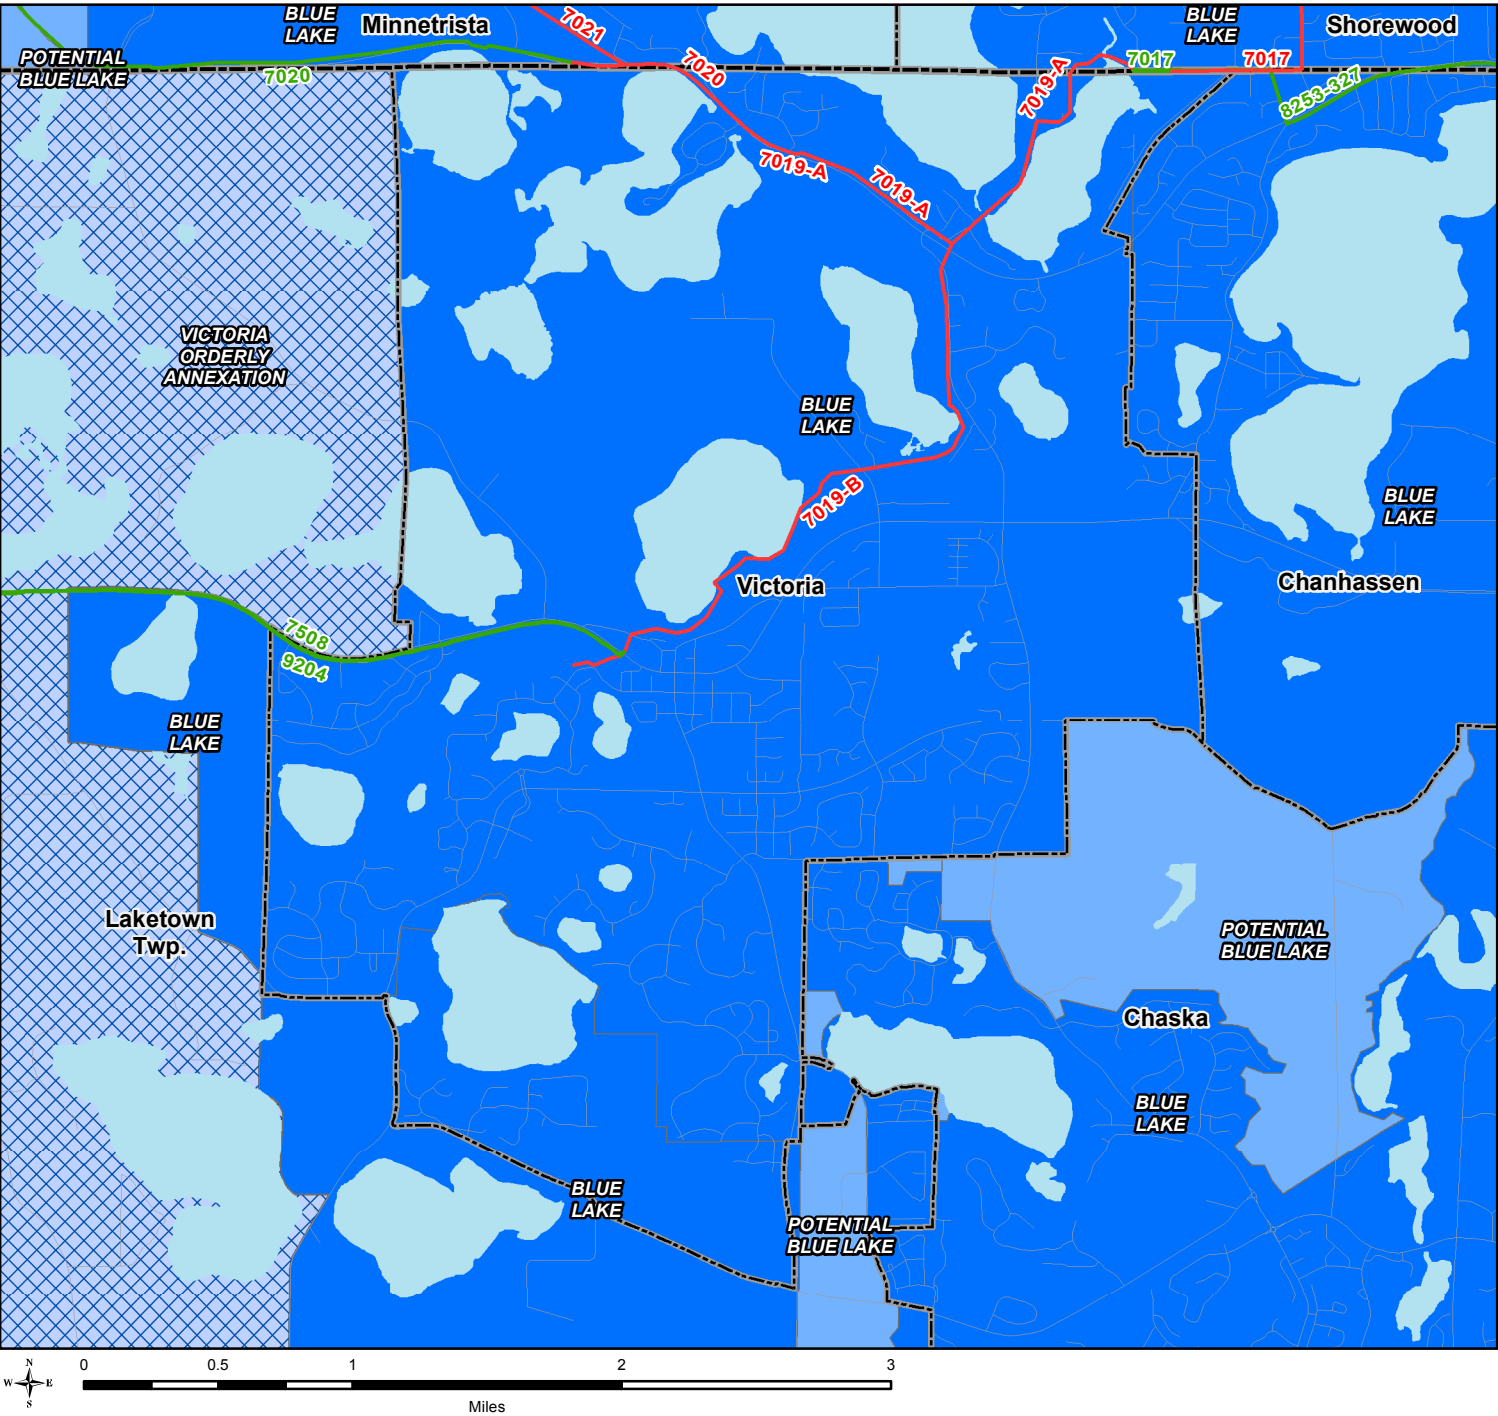 BLUE
LAKE
Minnetrista
7021
BLUE
LAKE
Shorewood
POTENTIAL
BLUE LAKE
7020
7020
7019-A
7017
7017
8253-327
7019-A
7019-A
VICTORIA
ORDERLY
ANNEXATION
BLUE
LAKE
7019-B
BLUE
LAKE
Victoria
Chanhassen
7508
9204
BLUE
LAKE
Laketown
Twp.
POTENTIAL
BLUE LAKE
Chaska
BLUE
LAKE
BLUE
LAKE
POTENTIAL
BLUE LAKE
N
W E
S
0 0.5 1 2 3
Miles